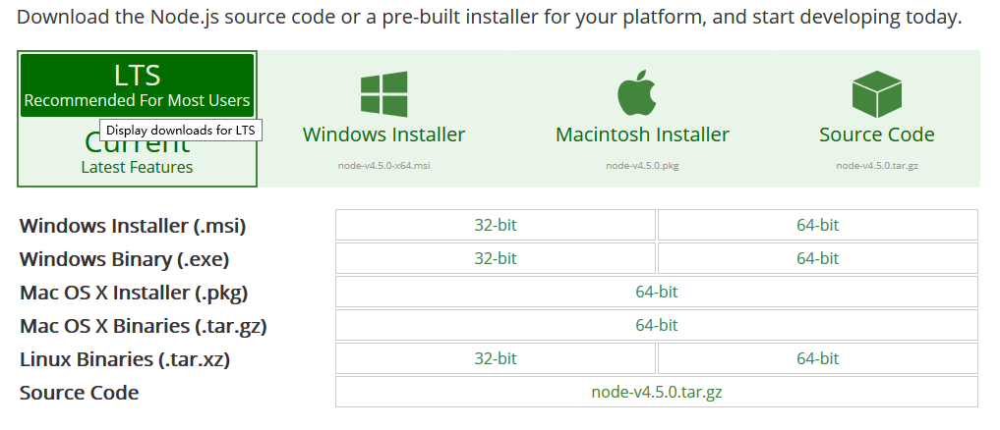 Download the Node.js source code or a pre-built installer for your platform, and start developing today.
LTS
Recommended For Most Users
Display downloads for LTS
Current
Latest Features
Windows Installer
node-v4.5.0-x64.msi
Macintosh Installer
node-v4.5.0.pkg
Source Code
node-v4.5.0.tar.gz
Windows Installer (.msi) 32-bit 64-bit
Windows Binary (.exe) 32-bit 64-bit
Mac OS X Installer (.pkg) 64-bit
Mac OS X Binaries (.tar.gz) 64-bit
Linux Binaries (.tar.xz) 32-bit 64-bit
Source Code node-v4.5.0.tar.gz